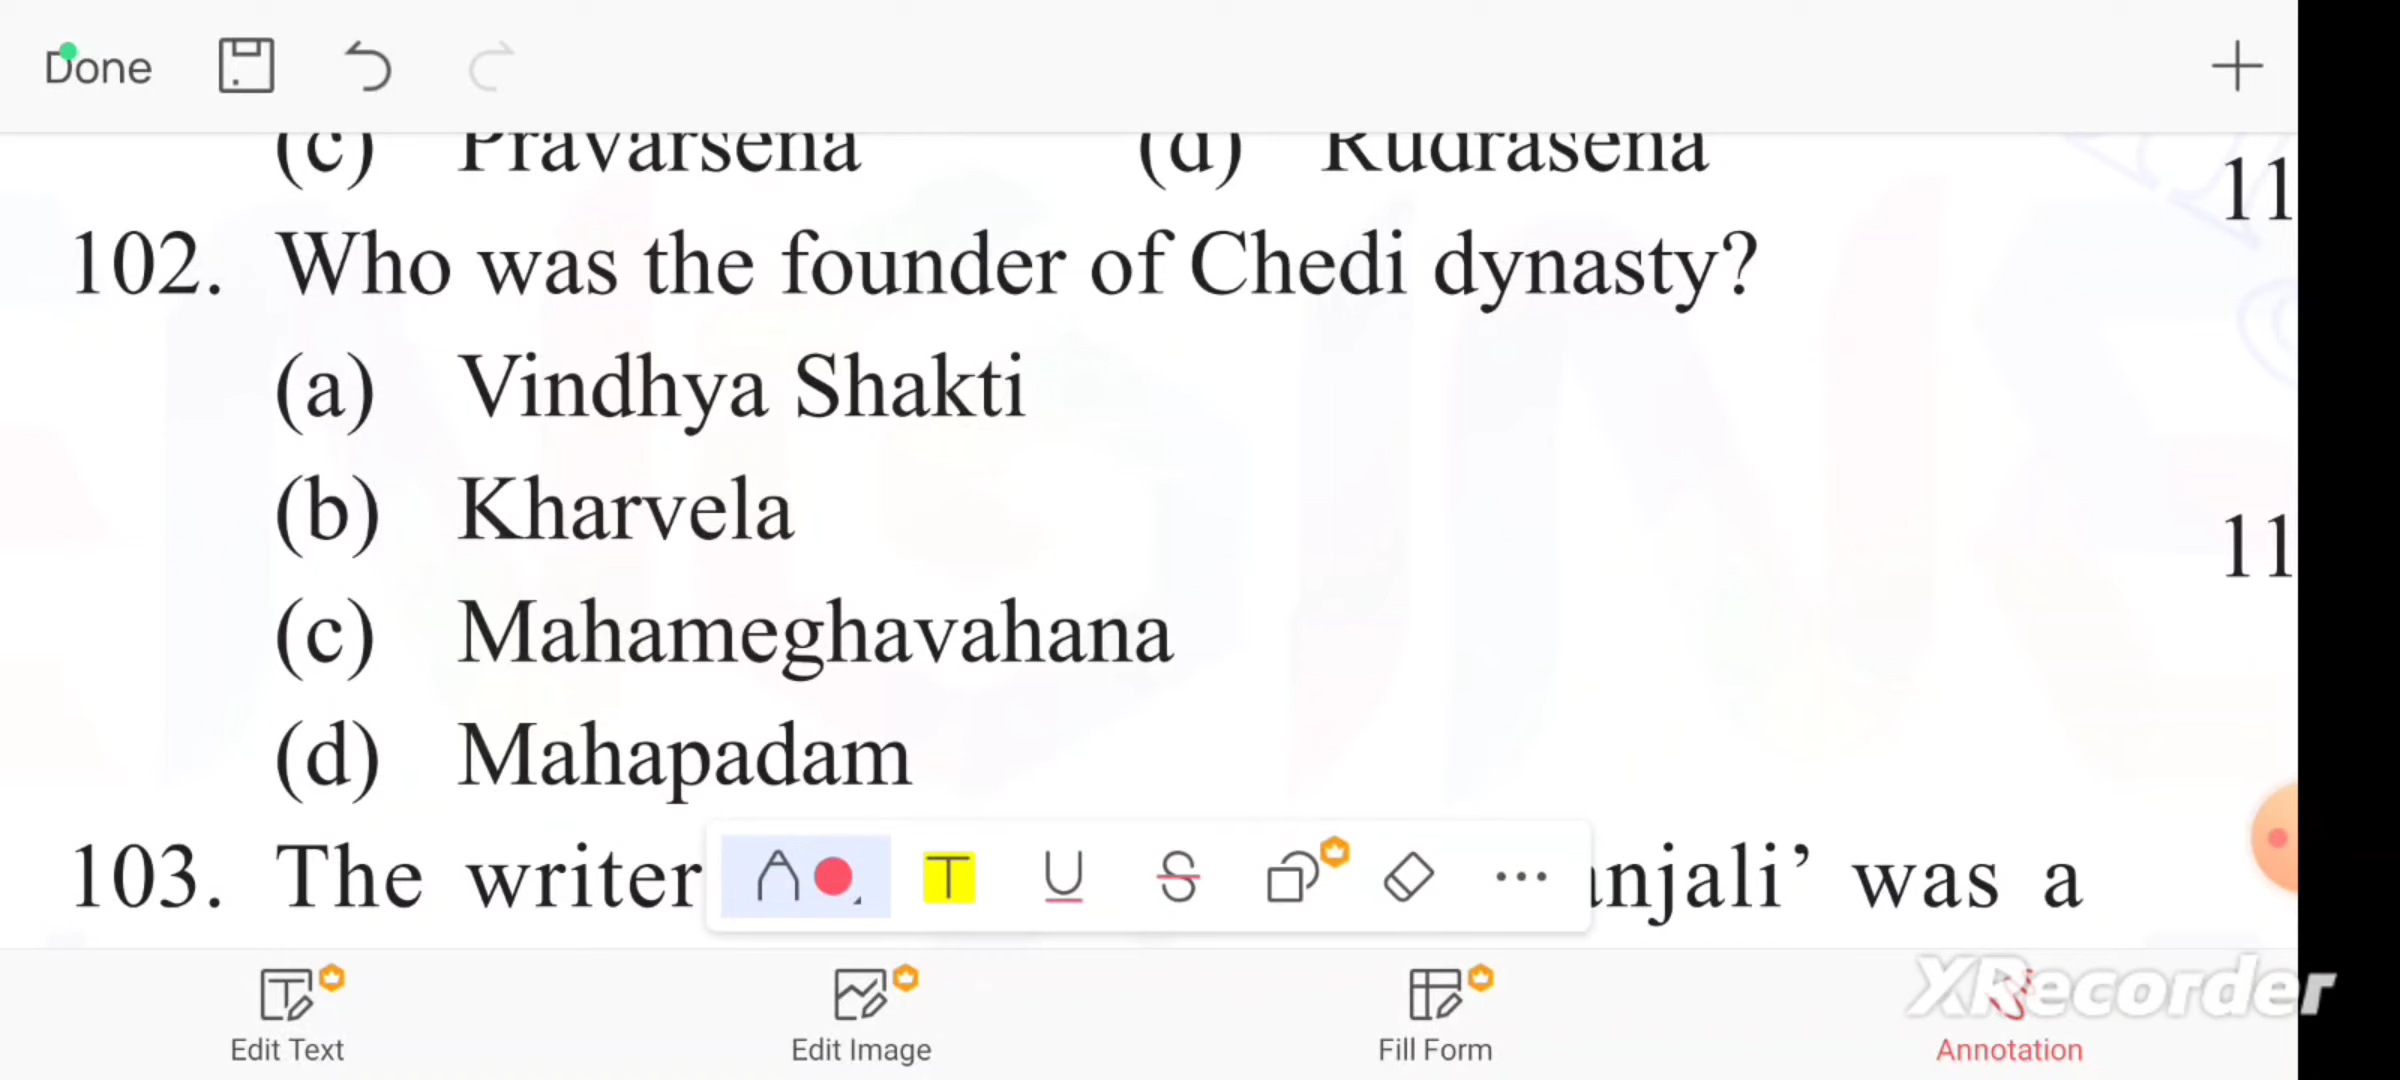 Done
(c) Pravarsena (d) Rudrasena
11
102. Who was the founder of Chedi dynasty?
(a) Vindhya Shakti
(b) Kharvela
11
(c) Mahameghavahana
(d) Mahapadam
103. The writer njali’ was a
Edit Text Edit Image Fill Form Annotation
XRecorder